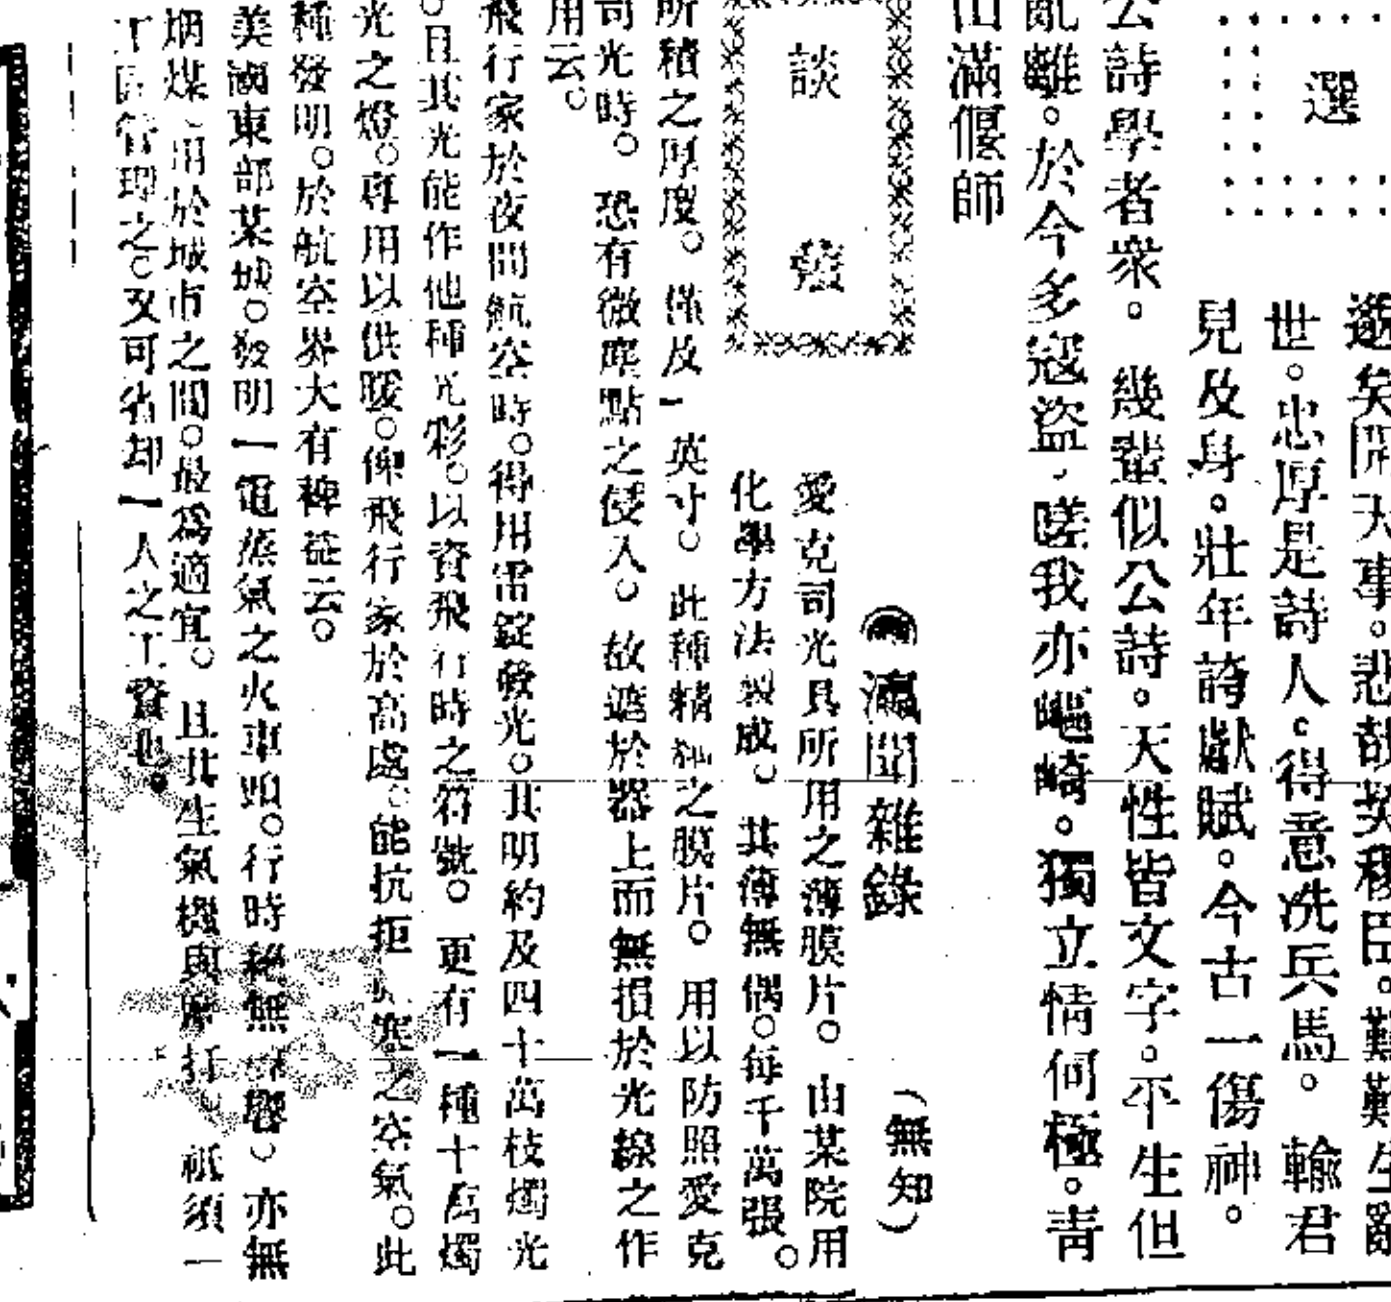 選
邀矣開天事。悲哉契稷臣。艱難生亂
世。忠厚是詩人。得意洗兵馬。輸君
見及身。壯年誇獻賦。今古一傷神。
公詩學者衆。幾輩似公詩。天性皆文字。平生但
亂離。於今多寇盜、嗟我亦嶇崎。獨立情何極。靑
山滿偃師
談
瀛聞雜錄
(無知)
愛克司光具所用之薄膜片。由某院用
化學方法製成。其薄無偶。每千萬張。
所積之厚度。僅及一英寸。此種精細之膜片。用以防照愛克
司光時。恐有微塵點之侵入。故遮於器上而無損於光線之作
用云。
飛行家於夜間航空時。得用雷錠發光。其明約及四十萬枝燭光
。且其光能作他種光彩。以資飛行時之符號。更有一種十萬燭
光之燈。專用以供暖。俾飛行家於高處。能抗拒寒之空氣。此
種發明。於航空界大有裨益云。
美國東部某城。發明一電蒸氣之火車頭。行時絕無響。亦無
烟煤、用於城市之間。最爲適宜。且其生氣機與摩打。祇須一
工匠管理之。又可省却一人之工資也。